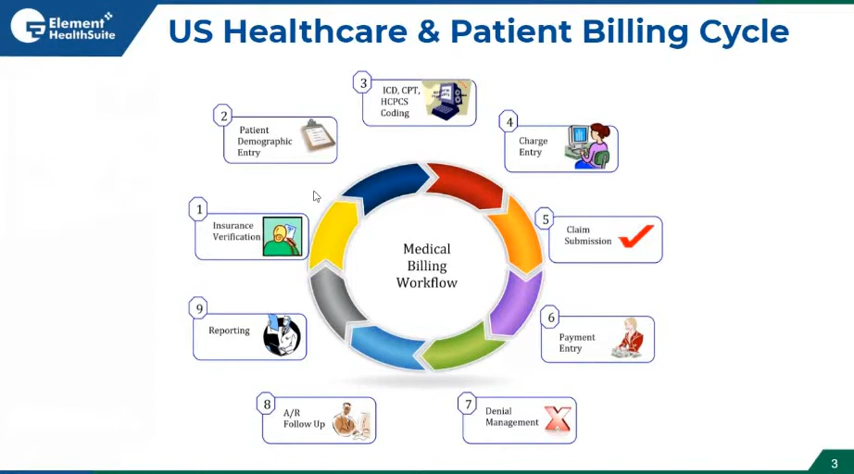 Element
HealthSuite
US Healthcare & Patient Billing Cycle
1
Insurance
Verification
2
Patient
Demographic
Entry
3
ICD, CPT,
HCPCS
Coding
4
Charge
Entry
5
Claim
Submission
6
Payment
Entry
7
Denial
Management
8
A/R
Follow Up
9
Reporting
Medical
Billing
Workflow
3